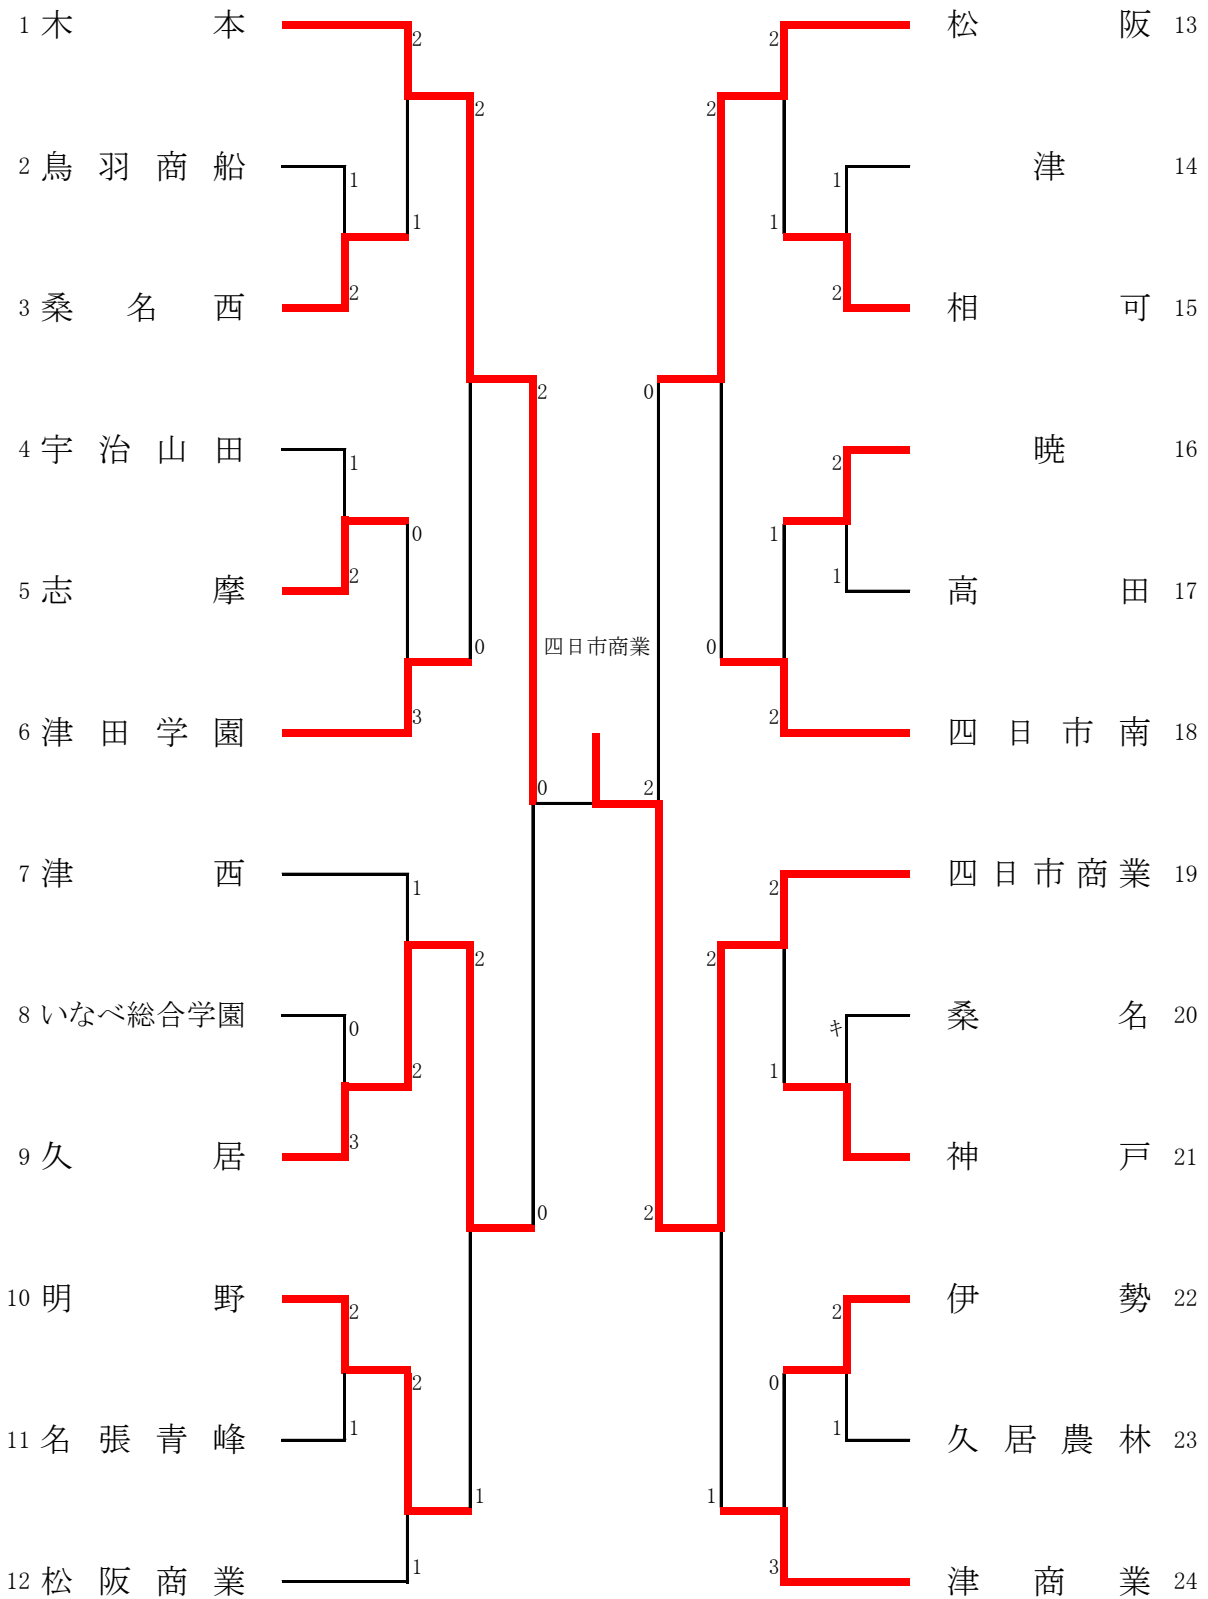 1 木本
2
2 松阪 13
2
2
2 鳥羽商船
1
1 津 14
1
1
3 桑名西
2
2 相可 15
2
0
4 宇治山田
1
2 暁 16
0
1
5 志摩
2
1 高田 17
0
四日市商業
0
6 津田学園
3
2 四日市南 18
0
2
7 津西
1
2 四日市商業 19
2
2
8 いなべ総合学園
0
キ 桑名 20
2
1
9 久居
3
神戸 21
0
2
10 明野
2
2 伊勢 22
2
0
11 名張青峰
1
1 久居農林 23
1
1
12 松阪商業
1
3 津商業 24